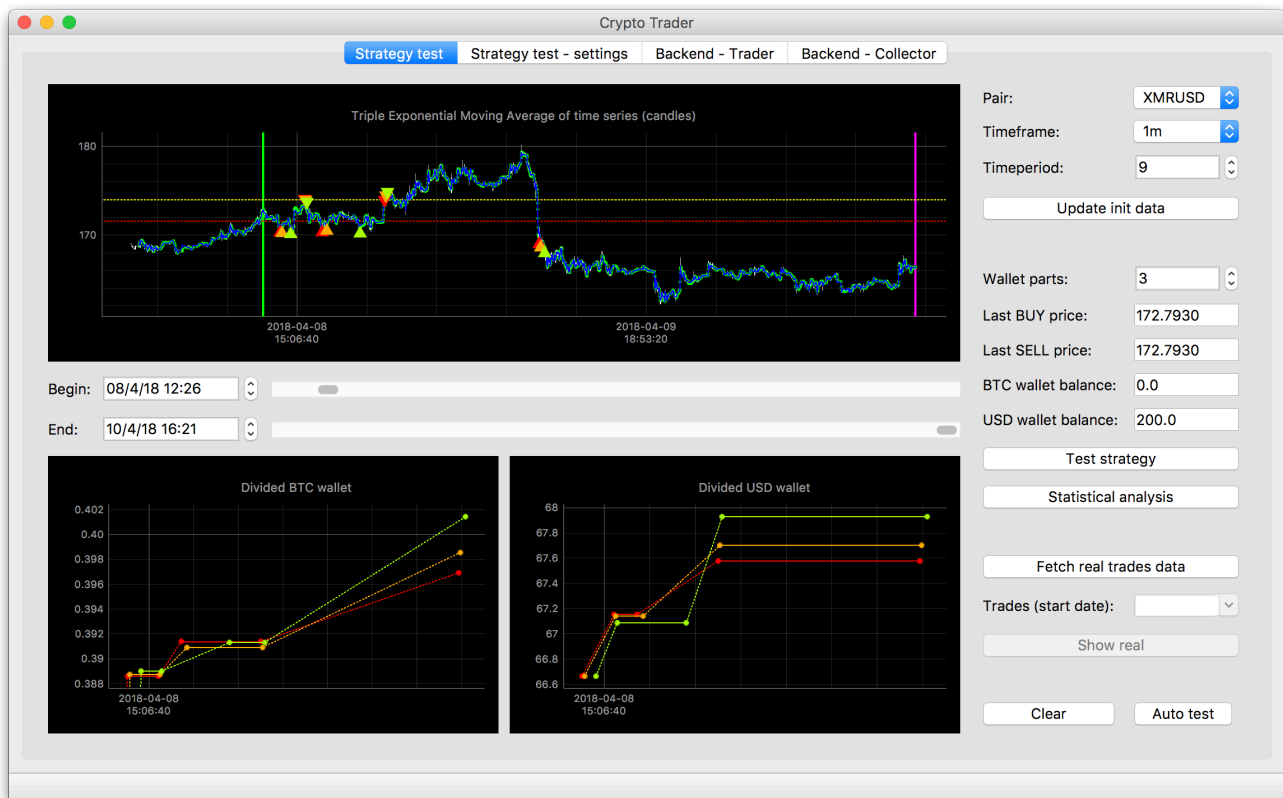 Crypto Trader
Strategy test
Strategy test - settings
Backend - Trader
Backend - Collector
Triple Exponential Moving Average of time series (candles)
180
170
2018-04-08
15:06:40
2018-04-09
18:53:20
Pair:
XMRUSD
Timeframe:
1m
Timeperiod:
9
Update init data
Wallet parts:
3
Last BUY price:
172.7930
Last SELL price:
172.7930
BTC wallet balance:
0.0
USD wallet balance:
200.0
Test strategy
Statistical analysis
Fetch real trades data
Trades (start date):
Show real
Clear
Auto test
Begin:
08/4/18 12:26
End:
10/4/18 16:21
Divided BTC wallet
0.402
0.40
0.398
0.396
0.394
0.392
0.39
0.388
2018-04-08
15:06:40
Divided USD wallet
68
67.8
67.6
67.4
67.2
67
66.8
66.6
2018-04-08
15:06:40